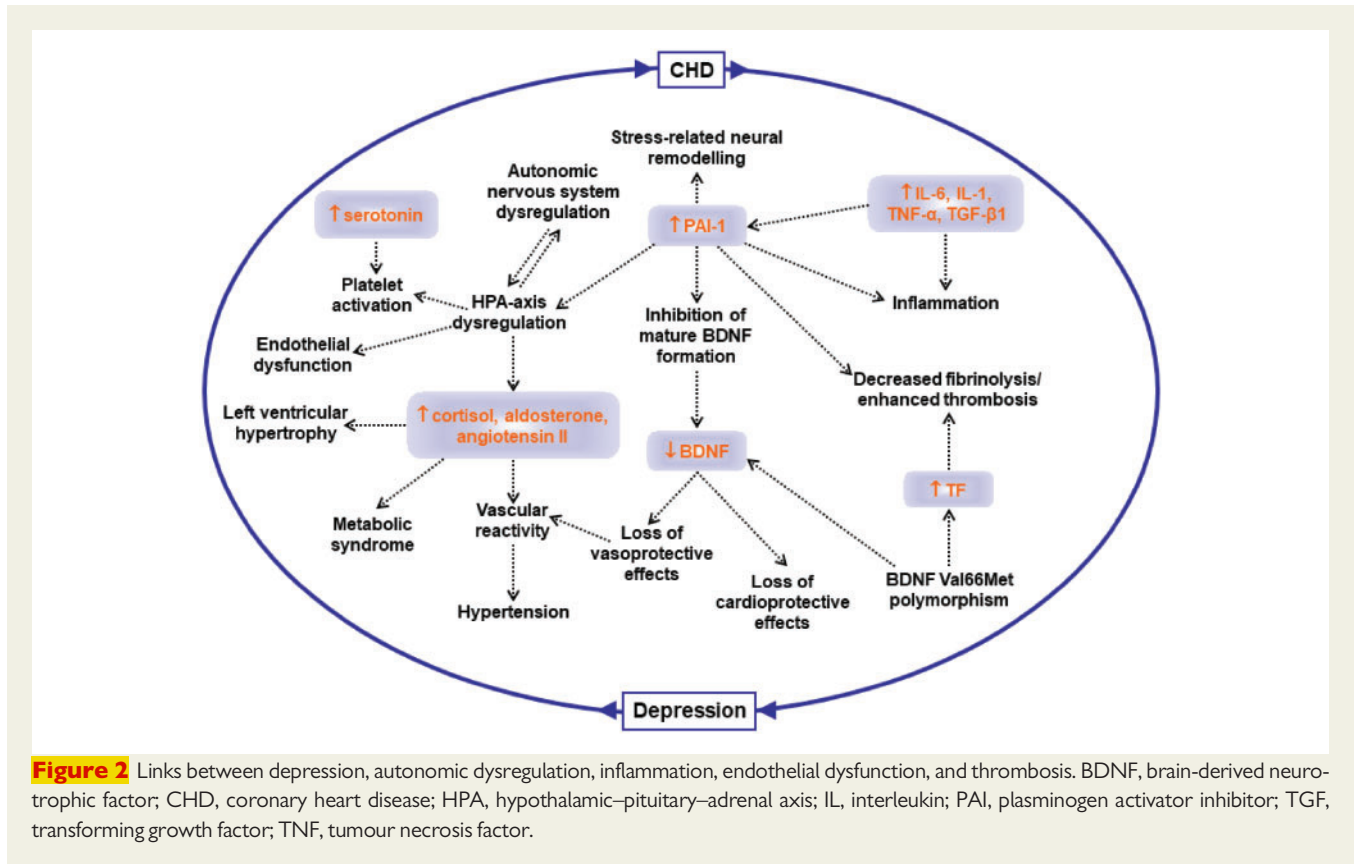 CHD
Stress-related neural
remodelling
Autonomic
nervous system
dysregulation
↑ IL-6, IL-1,
TNF-α, TGF-β1
↑ serotonin
↑ PAI-1
Platelet
activation
HPA-axis
dysregulation
Inflammation
Inhibition of
mature BDNF
formation
Endothelial
dysfunction
Decreased fibrinolysis/
enhanced thrombosis
Left ventricular
hypertrophy
↑ cortisol, aldosterone,
angiotensin II
↓ BDNF
↑ TF
Metabolic
syndrome
Vascular
reactivity
Loss of
vasoprotective
effects
Loss of
cardioprotective
effects
BDNF Val66Met
polymorphism
Hypertension
Depression
Figure 2 Links between depression, autonomic dysregulation, inflammation, endothelial dysfunction, and thrombosis. BDNF, brain-derived neuro-
trophic factor; CHD, coronary heart disease; HPA, hypothalamic–pituitary–adrenal axis; IL, interleukin; PAI, plasminogen activator inhibitor; TGF,
transforming growth factor; TNF, tumour necrosis factor.